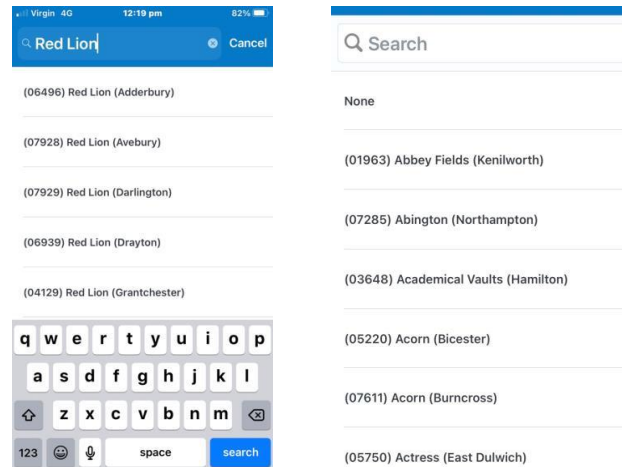 Virgin 4G 12:19 pm 82%
Red Lion Cancel
(06496) Red Lion (Adderbury)
(07928) Red Lion (Avebury)
(07929) Red Lion (Darlington)
(06939) Red Lion (Drayton)
(04129) Red Lion (Grantchester)
q w e r t y u i o p
a s d f g h j k l
z x c v b n m
123 space search
Search
None
(01963) Abbey Fields (Kenilworth)
(07285) Abington (Northampton)
(03648) Academical Vaults (Hamilton)
(05220) Acorn (Bicester)
(07611) Acorn (Burncross)
(05750) Actress (East Dulwich)